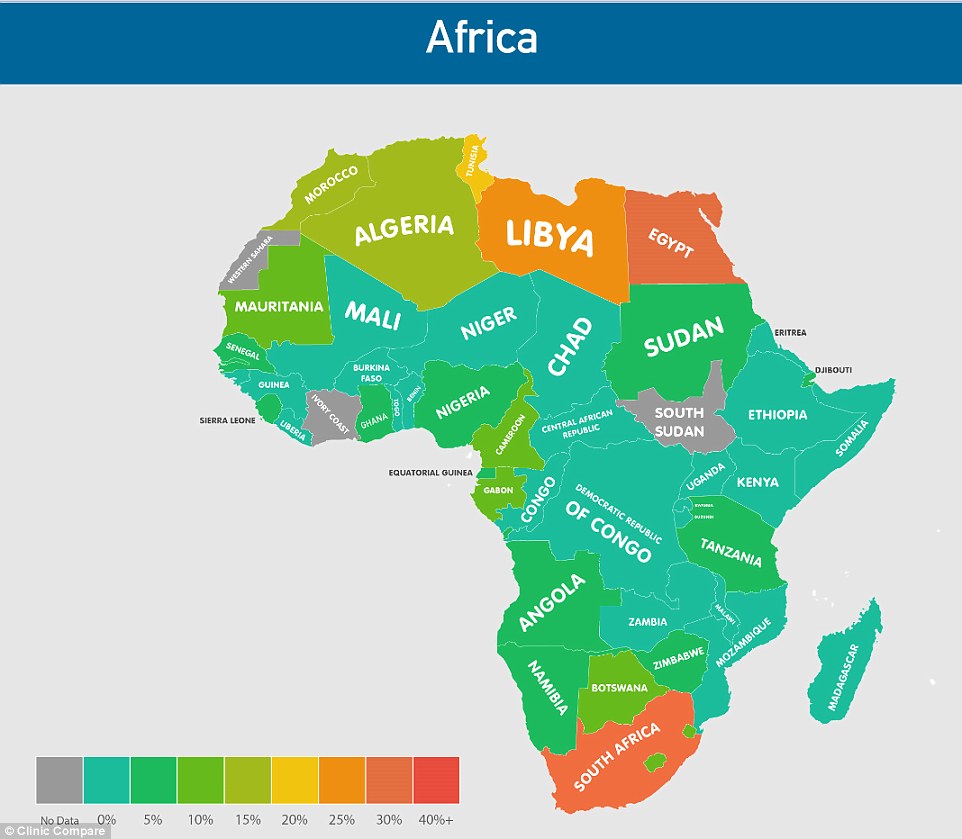 Africa
TUNISIA
MOROCCO
ALGERIA
LIBYA
EGYPT
WESTERN SAHARA
MAURITANIA
MALI
NIGER
CHAD
SUDAN
ERITREA
SENEGAL
BURKINA
FASO
DJIBOUTI
GUINEA
NIGERIA
BENIN
TOGO
IVORY COAST
GHANA
SIERRA LEONE
LIBERIA
CAMEROON
CENTRAL AFRICAN
REPUBLIC
SOUTH
SUDAN
ETHIOPIA
SOMALIA
EQUATORIAL GUINEA
GABON
CONGO
DEMOCRATIC REPUBLIC
OF CONGO
UGANDA
KENYA
RWANDA
BURUNDI
TANZANIA
ANGOLA
ZAMBIA
MALAWI
MOZAMBIQUE
MADAGASCAR
ZIMBABWE
NAMIBIA
BOTSWANA
SOUTH AFRICA
No Data 0% 5% 10% 15% 20% 25% 30% 40%+
© Clinic Compare